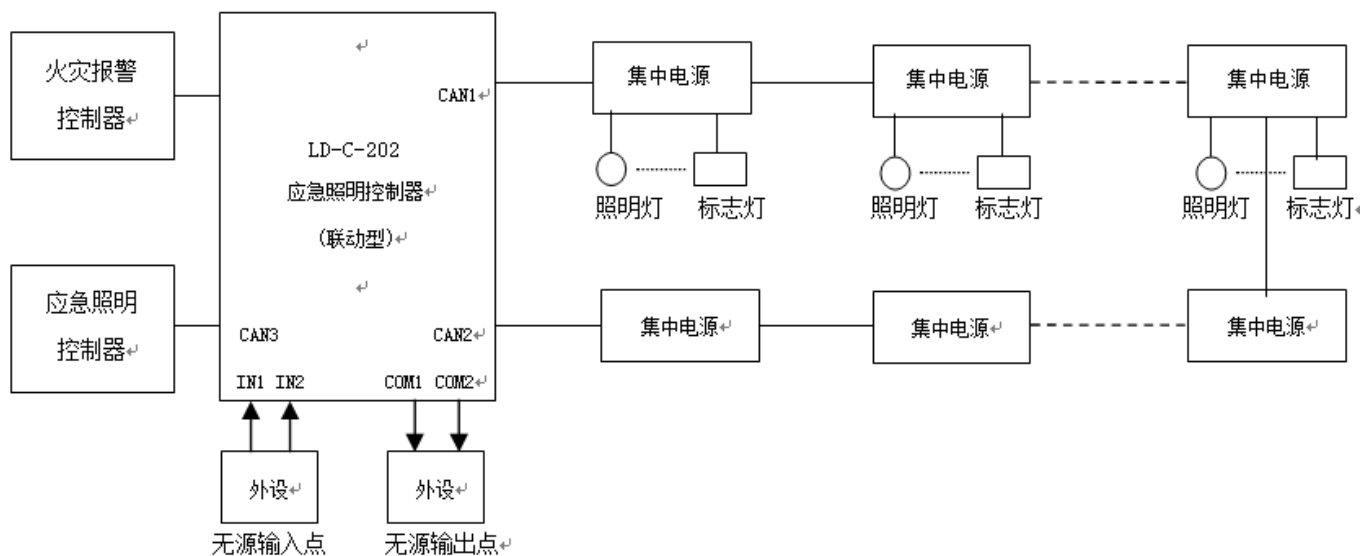 火灾报警
控制器
LD-C-202
应急照明控制器
(联动型)
CAN1
CAN2
CAN3
IN1 IN2
COM1 COM2
应急照明
控制器
集中电源
集中电源
集中电源
照明灯
标志灯
照明灯
标志灯
照明灯
标志灯
集中电源
集中电源
集中电源
外设
外设
无源输入点
无源输出点